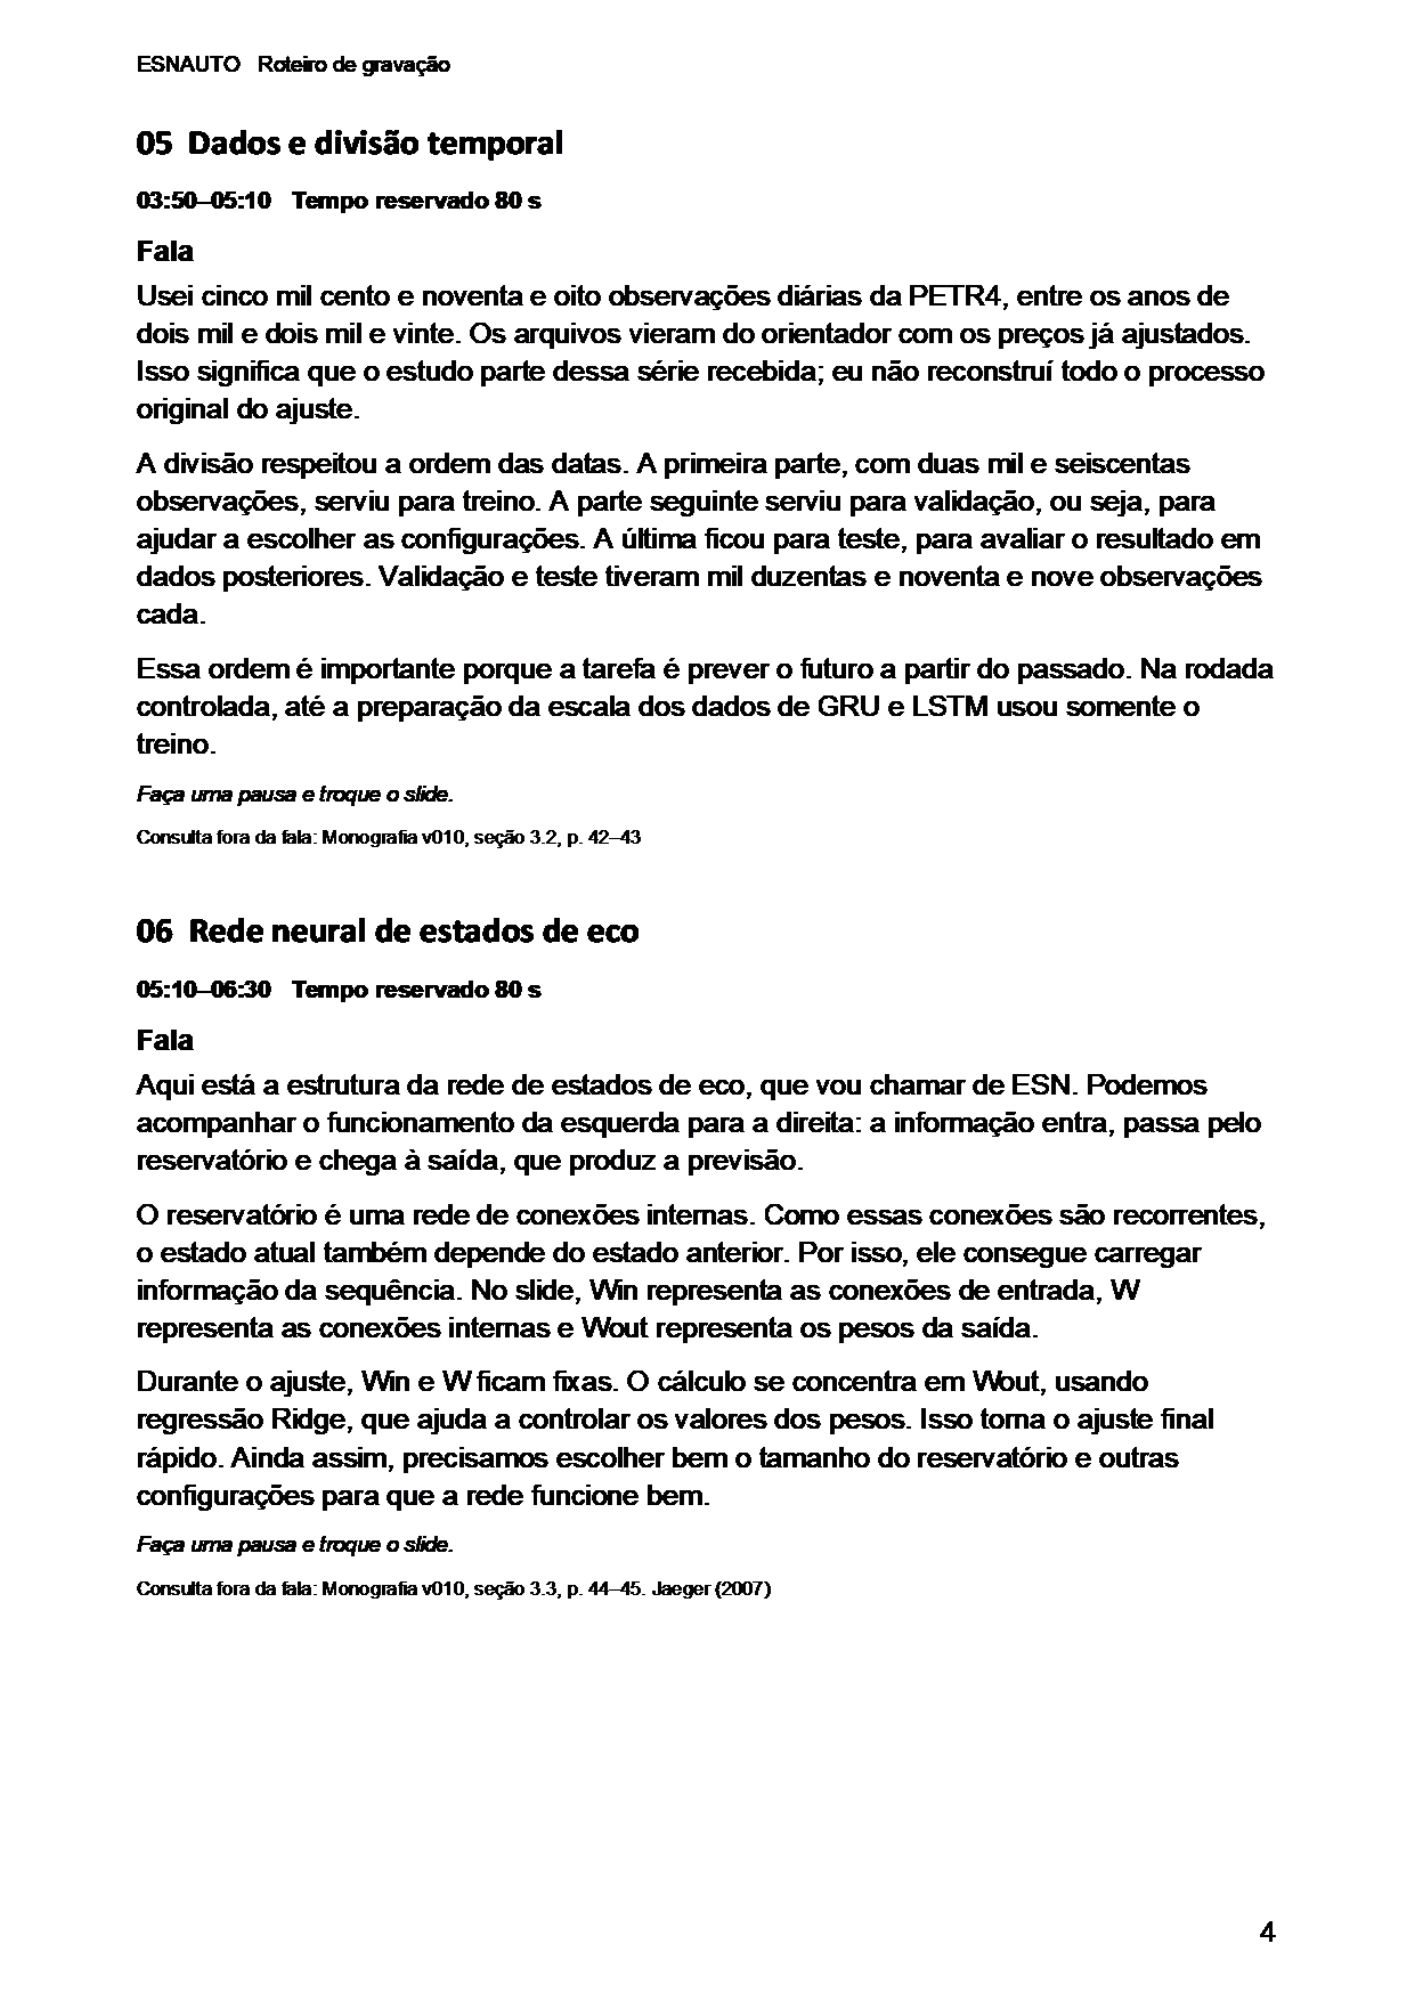 ESNAUTO Roteiro de gravação
05 Dados e divisão temporal
03:50–05:10 Tempo reservado 80 s
Fala
Usei cinco mil cento e noventa e oito observações diárias da PETR4, entre os anos de
dois mil e dois mil e vinte. Os arquivos vieram do orientador com os preços já ajustados.
Isso significa que o estudo parte dessa série recebida; eu não reconstruí todo o processo
original do ajuste.
A divisão respeitou a ordem das datas. A primeira parte, com duas mil e seiscentas
observações, serviu para treino. A parte seguinte serviu para validação, ou seja, para
ajudar a escolher as configurações. A última ficou para teste, para avaliar o resultado em
dados posteriores. Validação e teste tiveram mil duzentas e noventa e nove observações
cada.
Essa ordem é importante porque a tarefa é prever o futuro a partir do passado. Na rodada
controlada, até a preparação da escala dos dados de GRU e LSTM usou somente o
treino.
Faça uma pausa e troque o slide.
Consulta fora da fala: Monografia v010, seção 3.2, p. 42–43
06 Rede neural de estados de eco
05:10–06:30 Tempo reservado 80 s
Fala
Aqui está a estrutura da rede de estados de eco, que vou chamar de ESN. Podemos
acompanhar o funcionamento da esquerda para a direita: a informação entra, passa pelo
reservatório e chega à saída, que produz a previsão.
O reservatório é uma rede de conexões internas. Como essas conexões são recorrentes,
o estado atual também depende do estado anterior. Por isso, ele consegue carregar
informação da sequência. No slide, Win representa as conexões de entrada, W
representa as conexões internas e Wout representa os pesos da saída.
Durante o ajuste, Win e W ficam fixas. O cálculo se concentra em Wout, usando
regressão Ridge, que ajuda a controlar os valores dos pesos. Isso torna o ajuste final
rápido. Ainda assim, precisamos escolher bem o tamanho do reservatório e outras
configurações para que a rede funcione bem.
Faça uma pausa e troque o slide.
Consulta fora da fala: Monografia v010, seção 3.3, p. 44–45. Jaeger (2007)
4